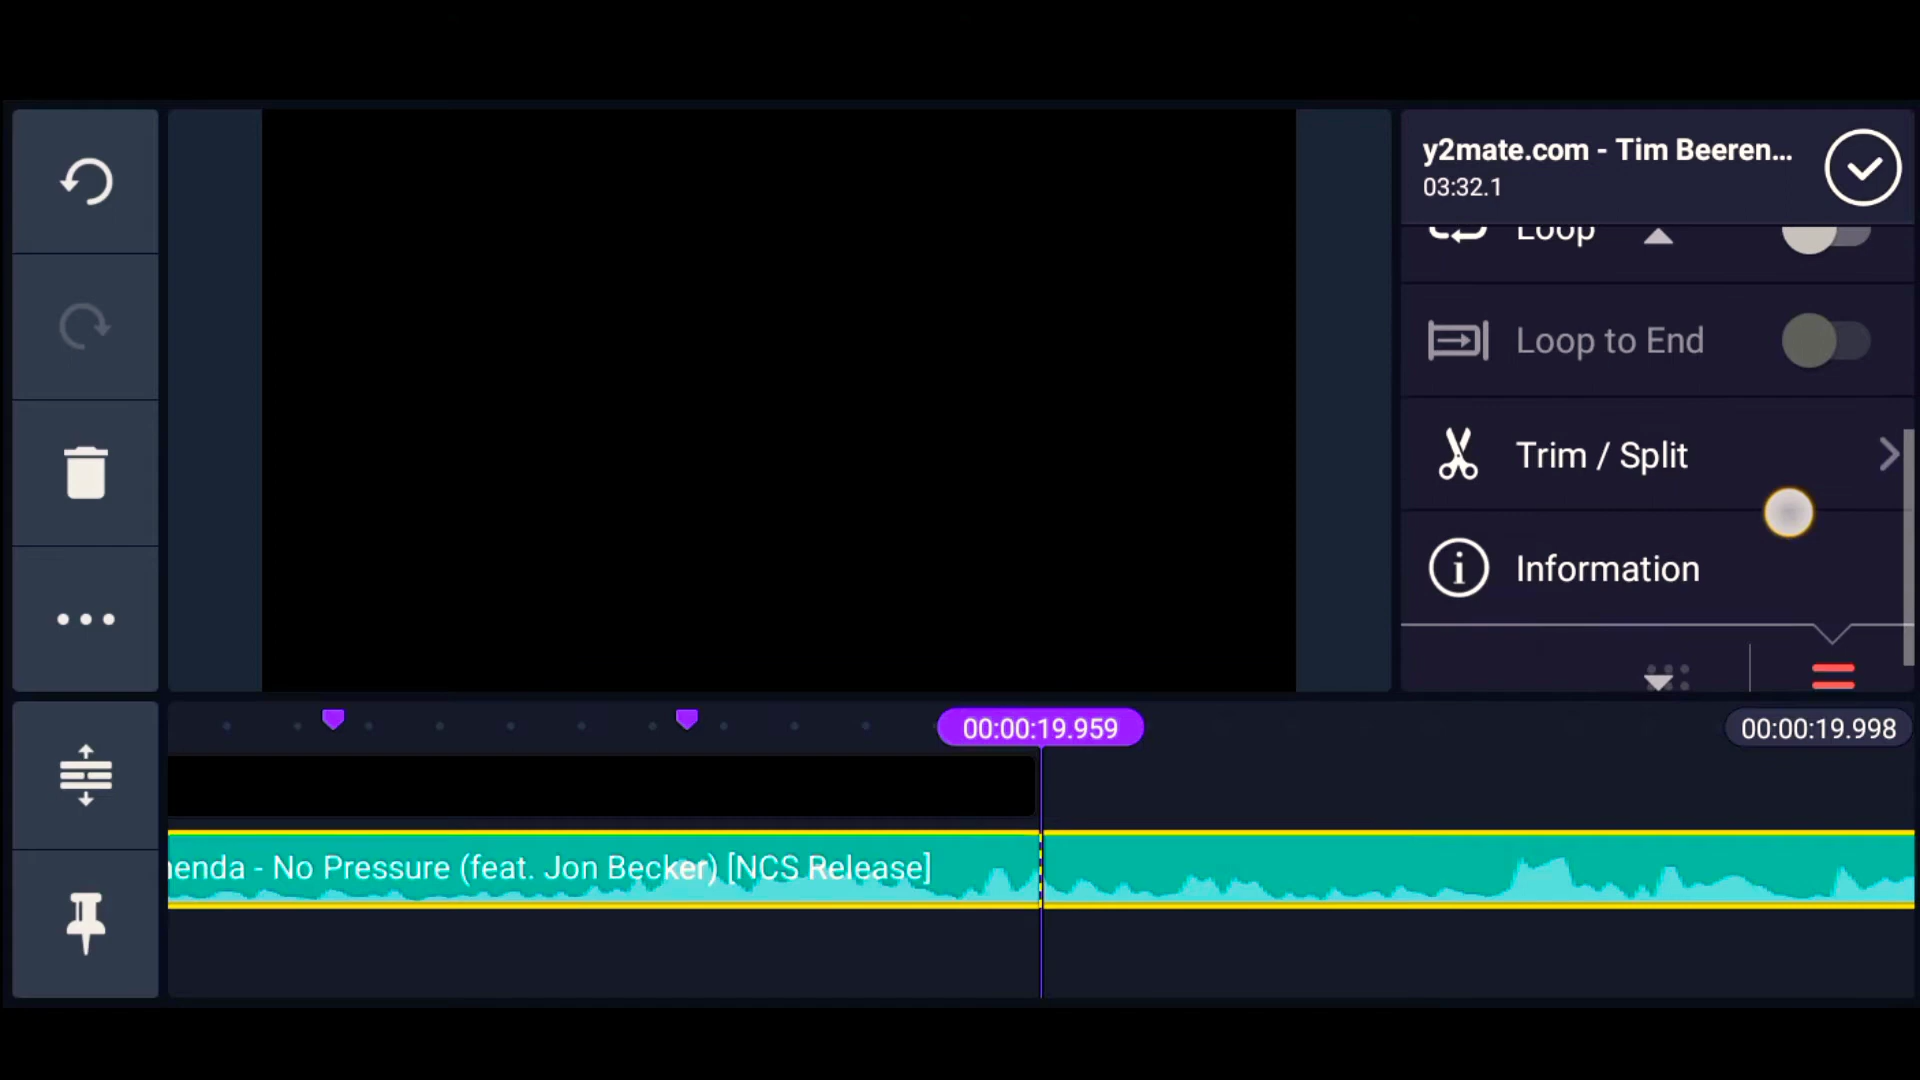 y2mate.com - Tim Beeren...
03:32.1
Loop
Loop to End
Trim / Split
Information
00:00:19.959
00:00:19.998
enda - No Pressure (feat. Jon Becker) [NCS Release]